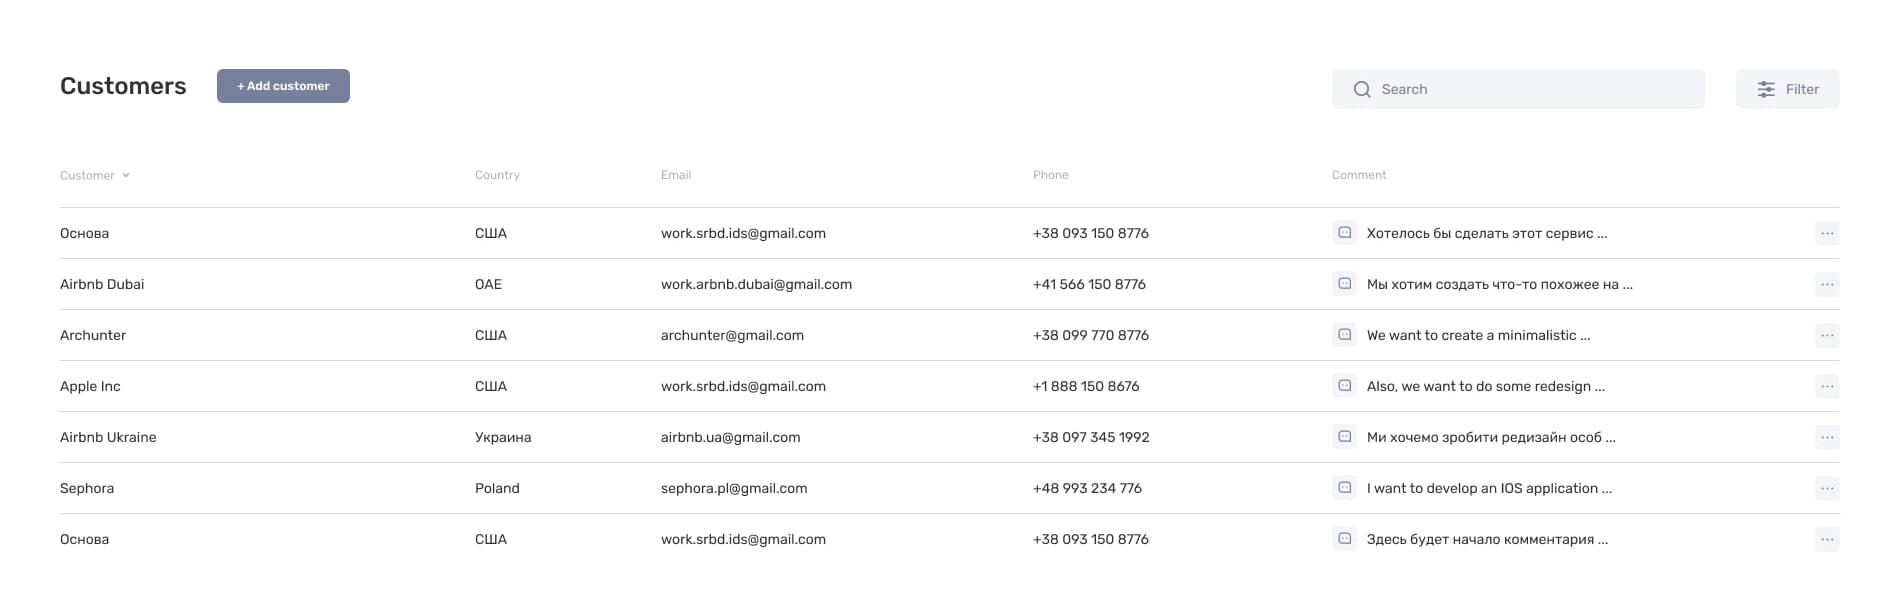 Customers + Add customer Search Filter
Customer Country Email Phone Comment
Основа США work.srbd.ids@gmail.com +38 093 150 8776 Хотелось бы сделать этот сервис ...
Airbnb Dubai ОАЕ work.arbnb.dubai@gmail.com +41 566 150 8776 Мы хотим создать что-то похожее на ...
Archunter США archunter@gmail.com +38 099 770 8776 We want to create a minimalistic ...
Apple Inc США work.srbd.ids@gmail.com +1 888 150 8676 Also, we want to do some redesign ...
Airbnb Ukraine Украина airbnb.ua@gmail.com +38 097 345 1992 Ми хочемо зробити редизайн особ ...
Sephora Poland sephora.pl@gmail.com +48 993 234 776 I want to develop an IOS application ...
Основа США work.srbd.ids@gmail.com +38 093 150 8776 Здесь будет начало комментария ...